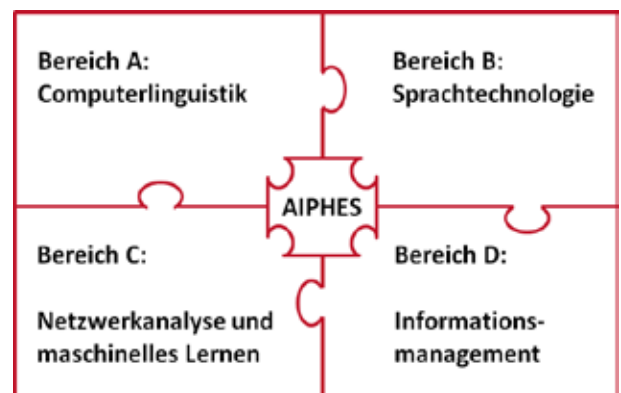 Bereich A:
Computerlinguistik
Bereich B:
Sprachtechnologie
AIPHES
Bereich C:
Netzwerkanalyse und
maschinelles Lernen
Bereich D:
Informations-
management